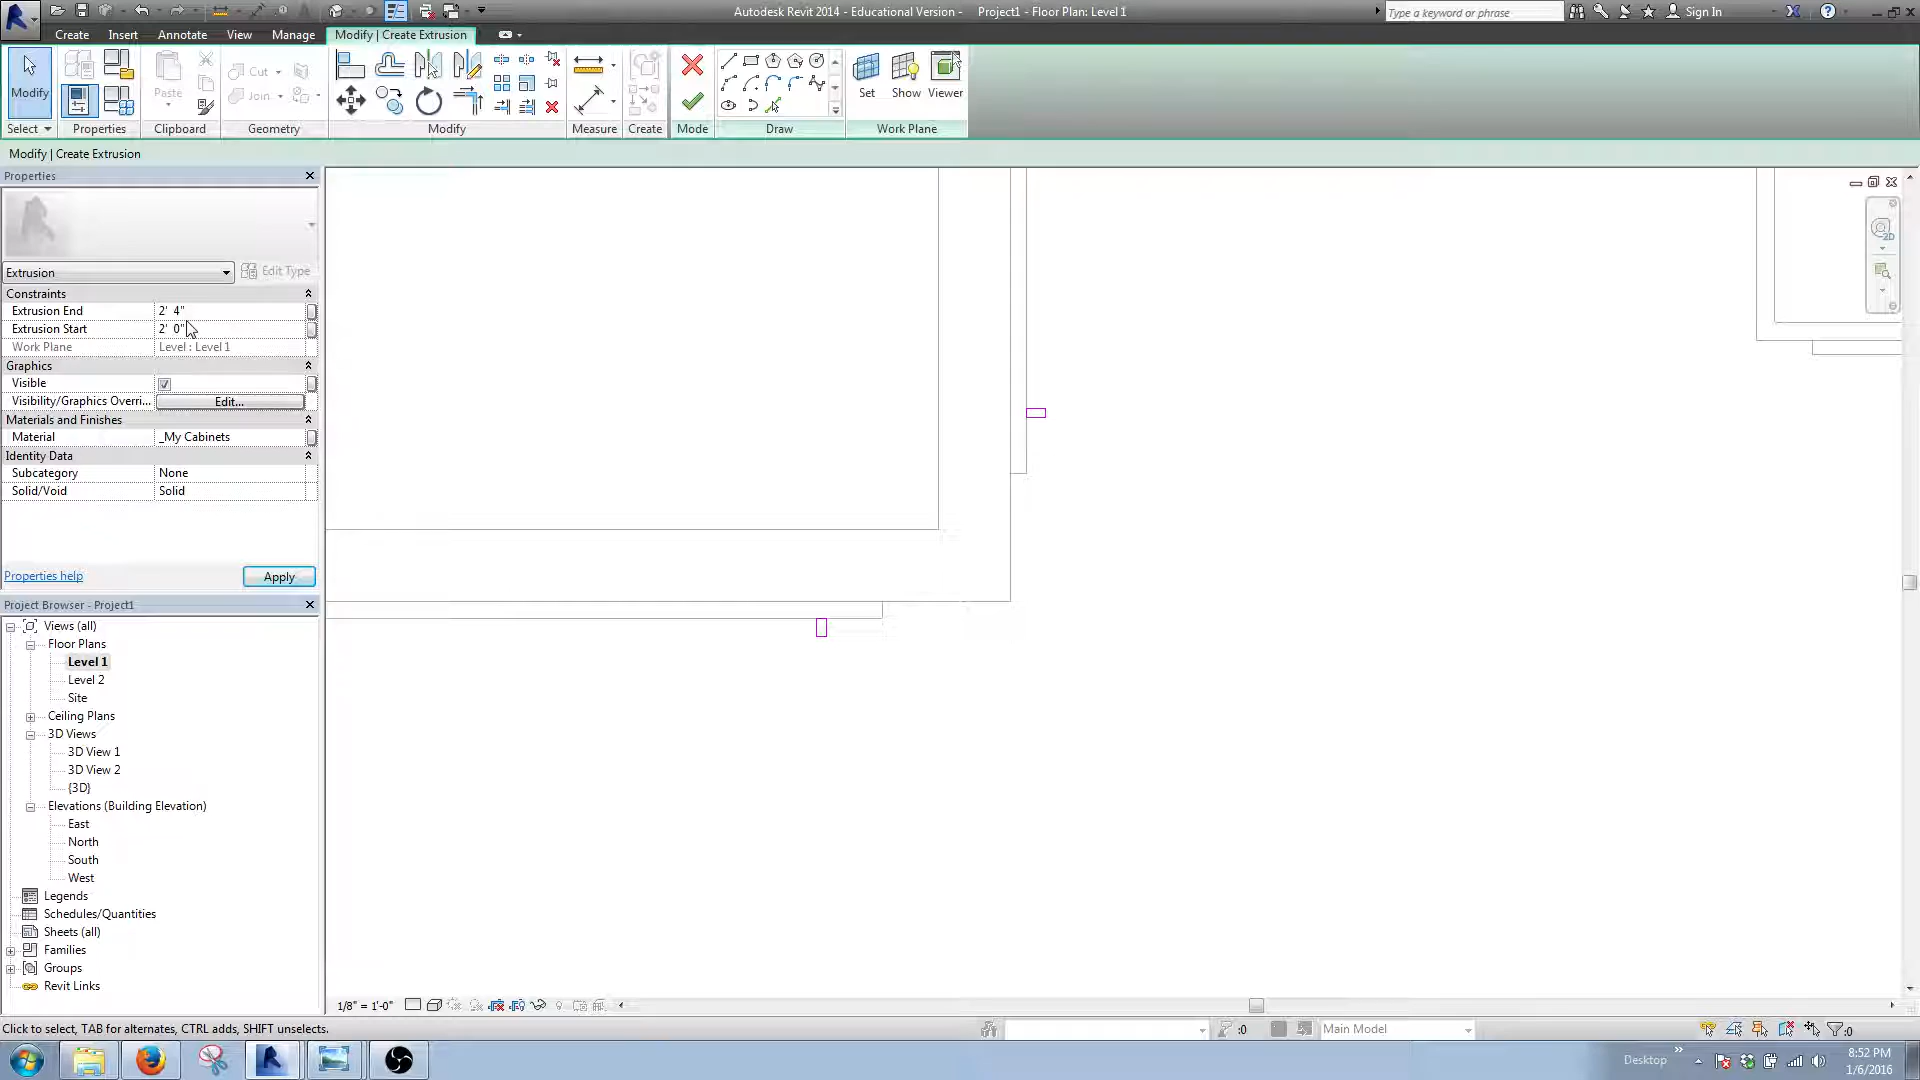 Autodesk Revit 2014 - Educational Version - Project1 - Floor Plan: Level 1
Type a keyword or phrase
Sign In
Create Insert Annotate View Manage Modify | Create Extrusion
Modify
Paste
Cut
Join
Set Show Viewer
Select Properties Clipboard Geometry Modify Measure Create Mode Draw Work Plane
Modify | Create Extrusion
Properties
Extrusion
Edit Type
Constraints
Extrusion End 2' 4"
Extrusion Start 2' 0"
Work Plane Level : Level 1
Graphics
Visible
Visibility/Graphics Overri... Edit...
Materials and Finishes
Material _My Cabinets
Identity Data
Subcategory None
Solid/Void Solid
Properties help
Apply
Project Browser - Project1
Views (all)
Floor Plans
Level 1
Level 2
Site
Ceiling Plans
3D Views
3D View 1
3D View 2
{3D}
Elevations (Building Elevation)
East
North
South
West
Legends
Schedules/Quantities
Sheets (all)
Families
Groups
Revit Links
2D
1/8" = 1'-0"
Click to select, TAB for alternates, CTRL adds, SHIFT unselects.
:0
Main Model
:0
Desktop
8:52 PM
1/6/2016